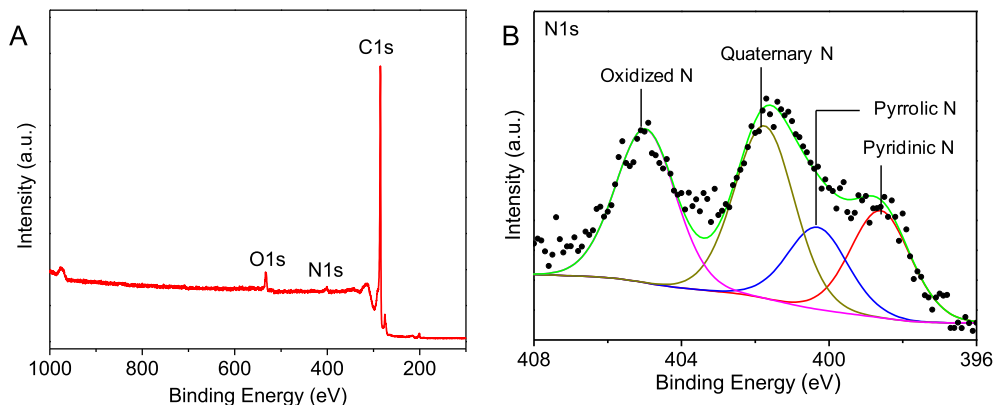 A
C1s
O1s
N1s
Intensity (a.u.)
1000 800 600 400 200
Binding Energy (eV)
B
N1s
Quaternary N
Oxidized N
Pyrrolic N
Pyridinic N
Intensity (a.u.)
408 404 400 396
Binding Energy (eV)